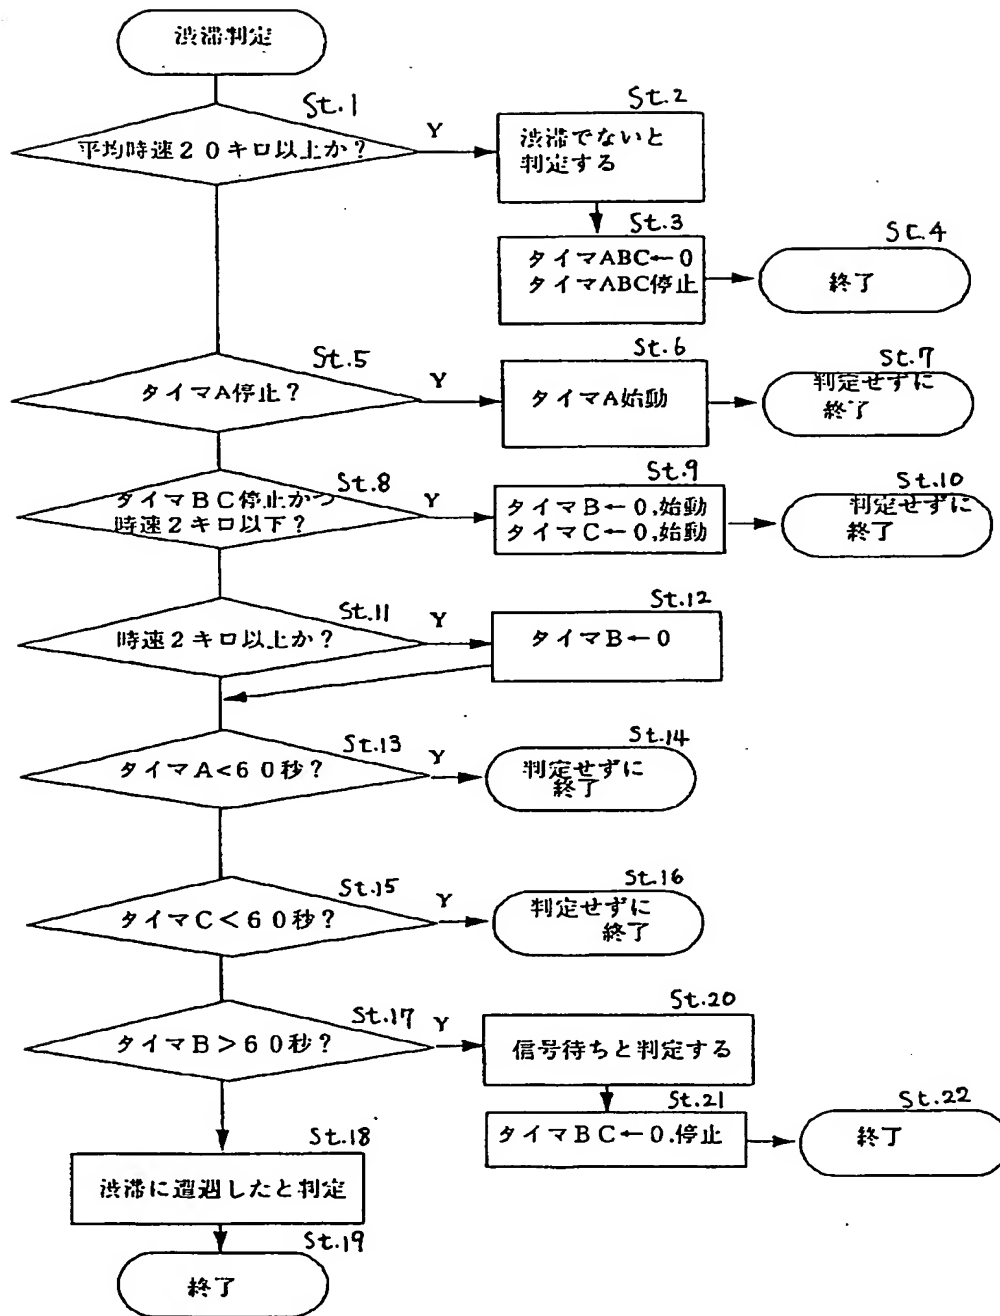 渋滞判定
St.1
平均時速20キロ以上か?
Y
St.2
渋滞でないと
判定する
St.3
タイマABC←0
タイマABC停止
St.4
終了
St.5
タイマA停止?
Y
St.6
タイマA始動
St.7
判定せずに
終了
St.8
タイマBC停止かつ
時速2キロ以下?
Y
St.9
タイマB←0,始動
タイマC←0,始動
St.10
判定せずに
終了
St.11
時速2キロ以上か?
Y
St.12
タイマB←0
St.13
タイマA<60秒?
Y
St.14
判定せずに
終了
St.15
タイマC<60秒?
Y
St.16
判定せずに
終了
St.17
タイマB>60秒?
Y
St.20
信号待ちと判定する
St.21
タイマBC←0,停止
St.22
終了
St.18
渋滞に遭遇したと判定
St.19
終了